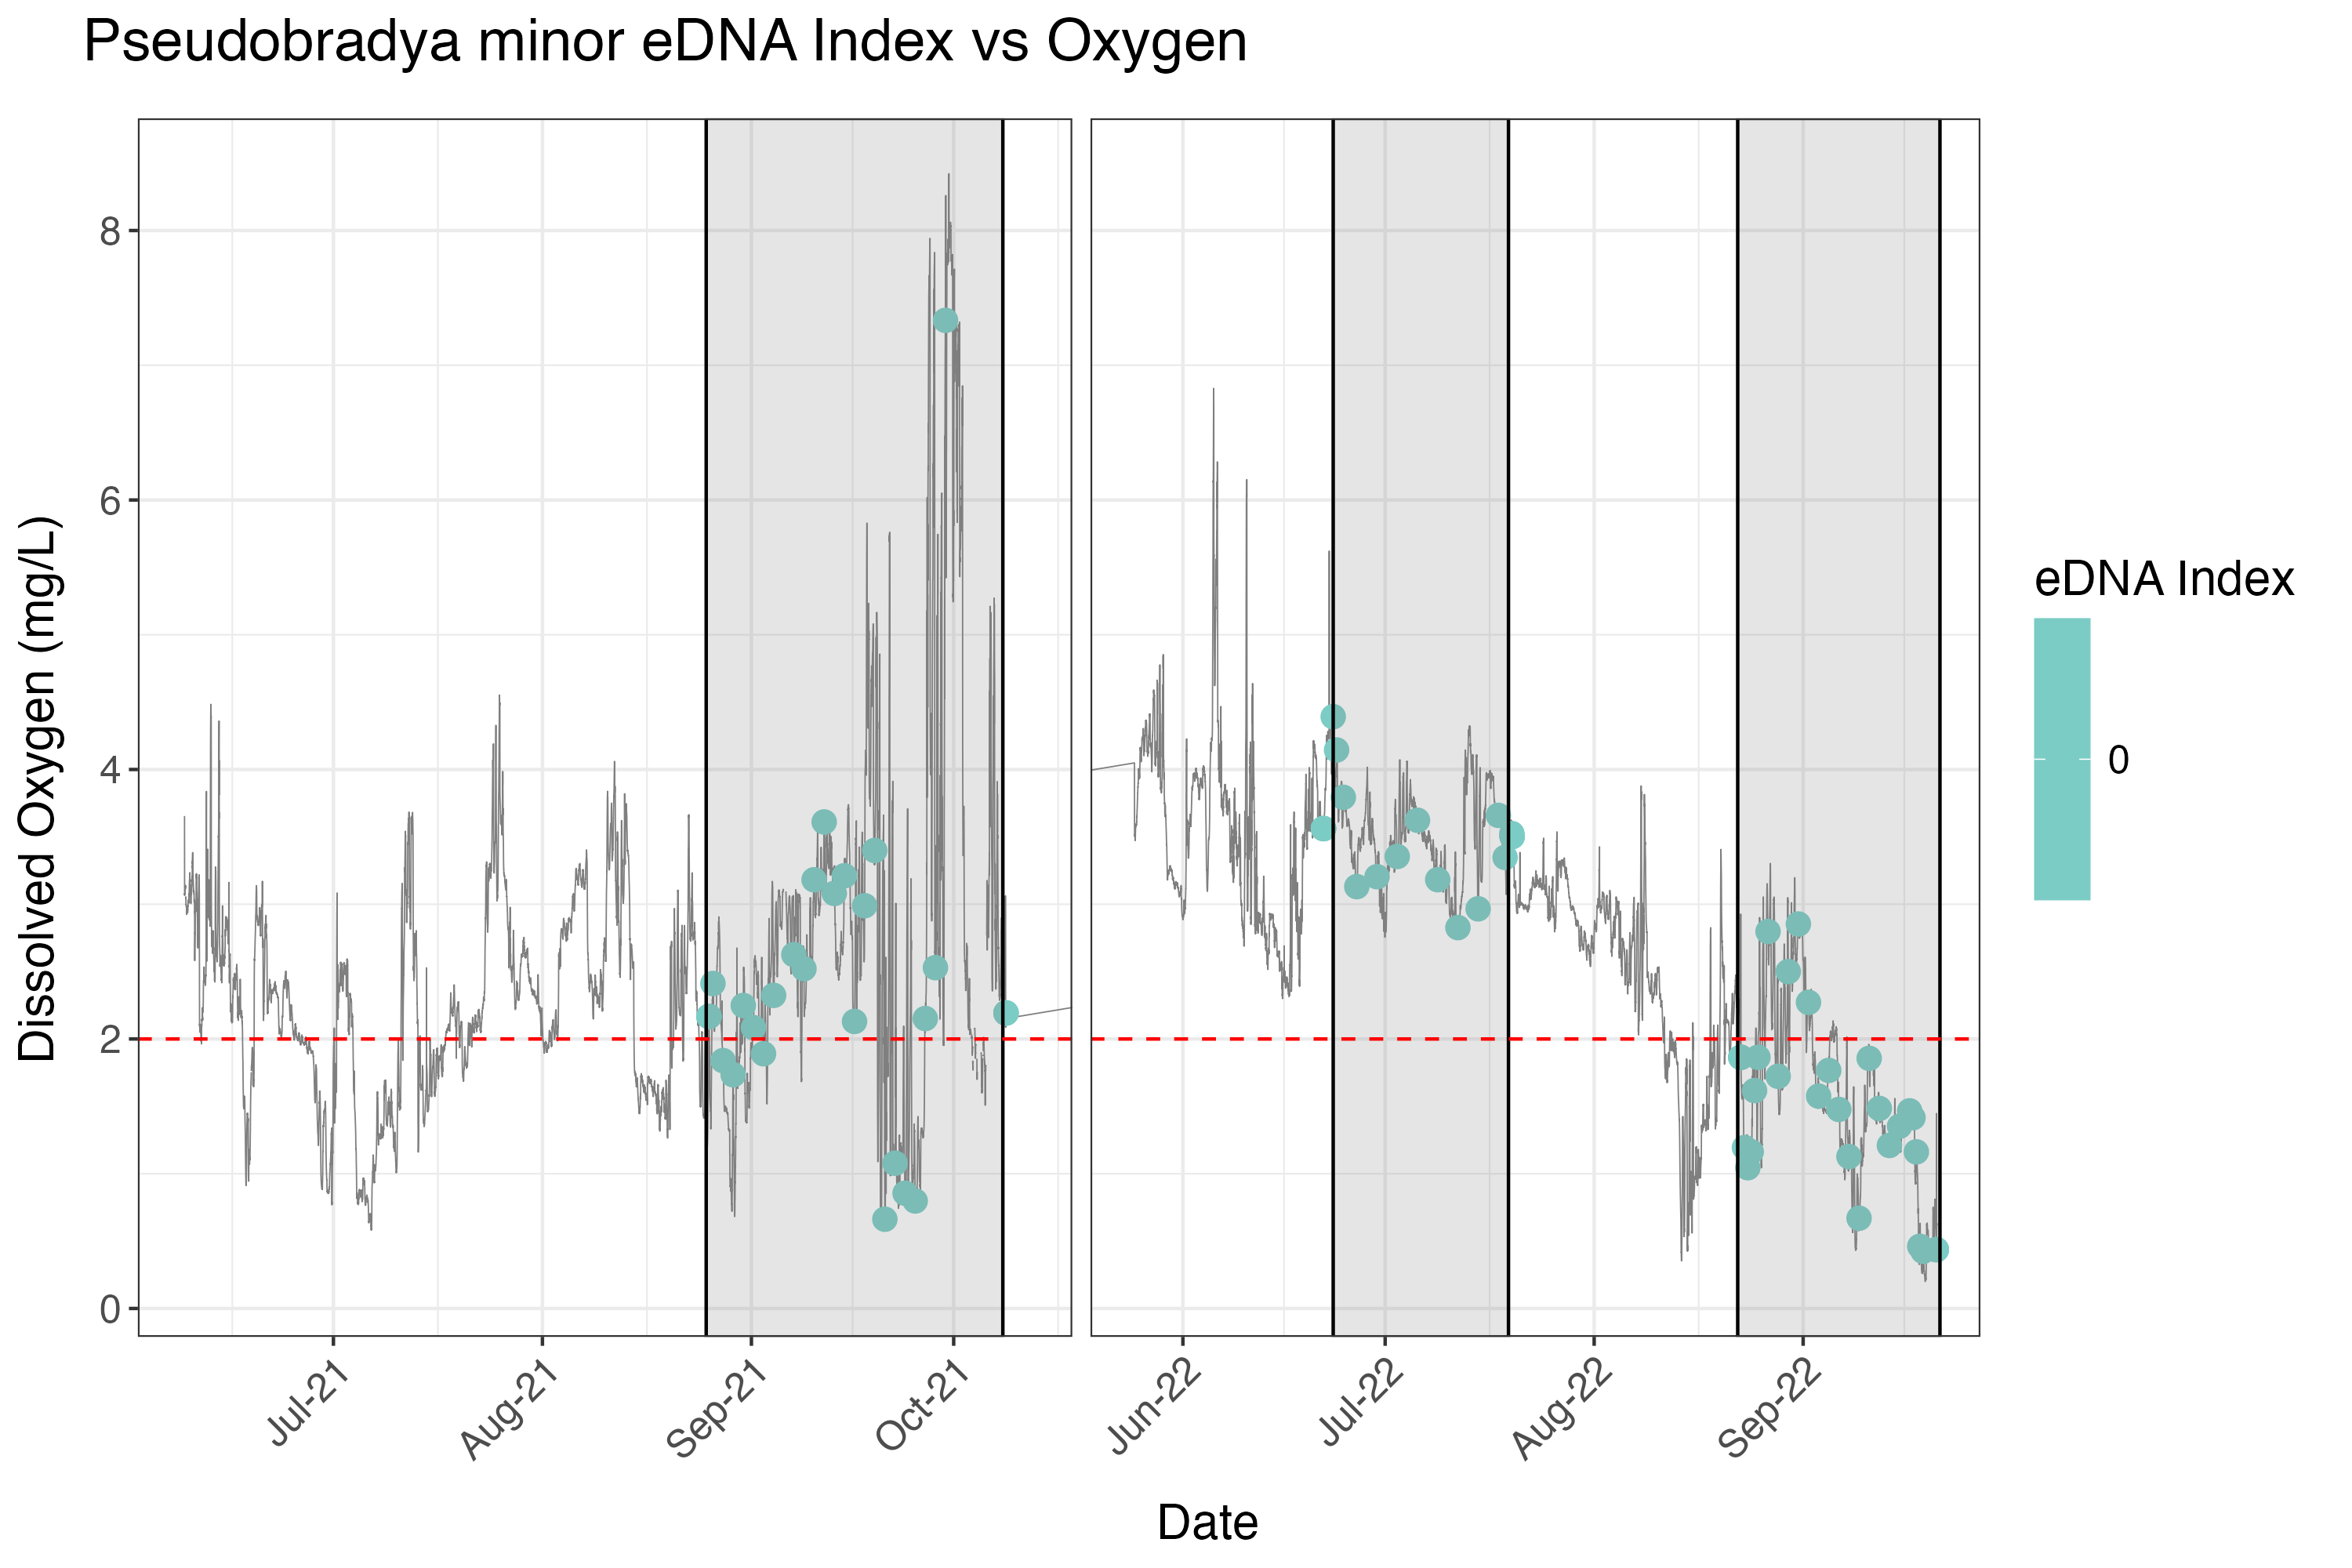 Pseudobradya minor eDNA Index vs Oxygen
Dissolved Oxygen (mg/L)
8
6
4
2
0
Jul-21
Aug-21
Sep-21
Oct-21
Jun-22
Jul-22
Aug-22
Sep-22
Date
eDNA Index
0